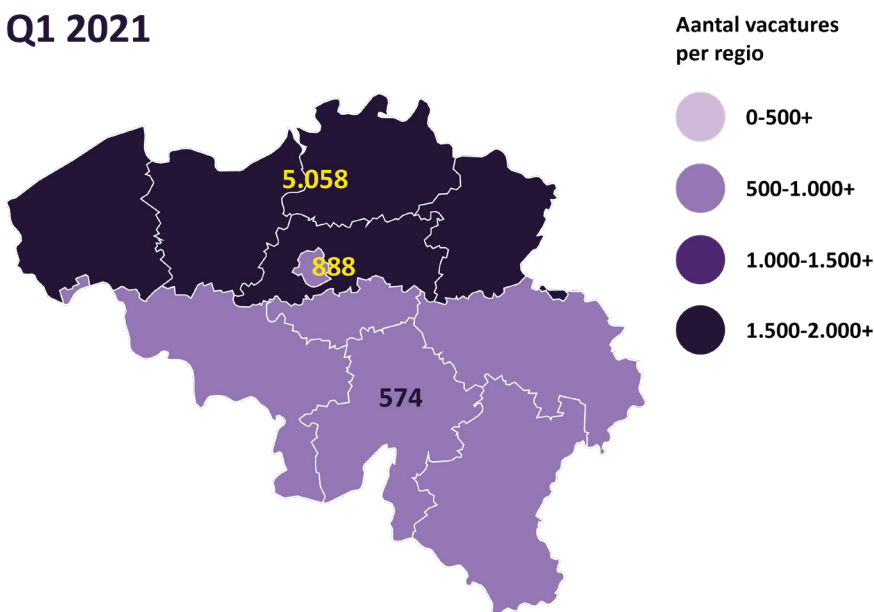 Q1 2021
Aantal vacatures
per regio
0-500+
500-1.000+
1.000-1.500+
1.500-2.000+
5.058
888
574